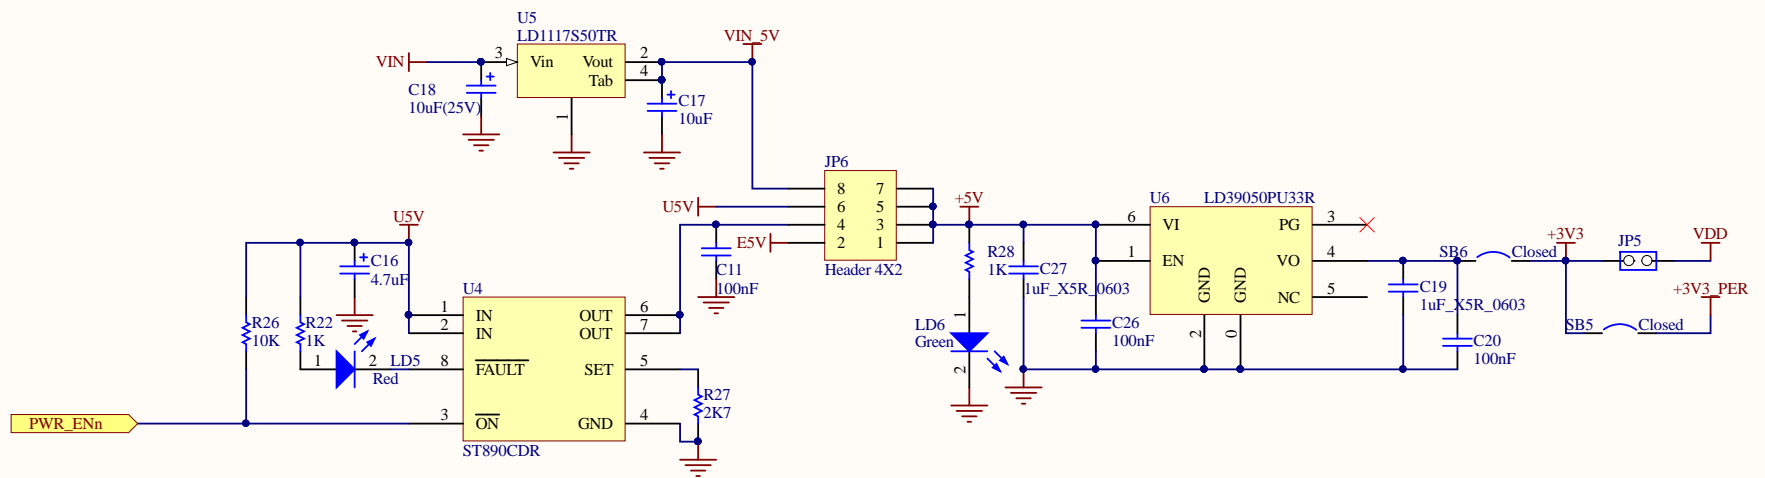 U5
LD1117S50TR
VIN
3
Vin
Vout
Tab
2
4
1
C18
10uF(25V)
C17
10uF
VIN_5V
JP6
8
7
6
5
4
3
2
1
Header 4X2
U5V
E5V
C11
100nF
U5V
C16
4.7uF
R26
10K
R22
1K
1
2
LD5
Red
U4
1
IN
2
IN
8
FAULT
3
ON
OUT
6
OUT
7
SET
5
GND
4
ST890CDR
R27
2K7
PWR_ENn
+5V
R28
1K
1
LD6
Green
2
C27
1uF_X5R_0603
C26
100nF
U6
LD39050PU33R
6
VI
1
EN
GND
GND
2
0
PG
3
VO
4
NC
5
C19
1uF_X5R_0603
C20
100nF
SB6
Closed
+3V3
JP5
VDD
+3V3_PER
SB5
Closed